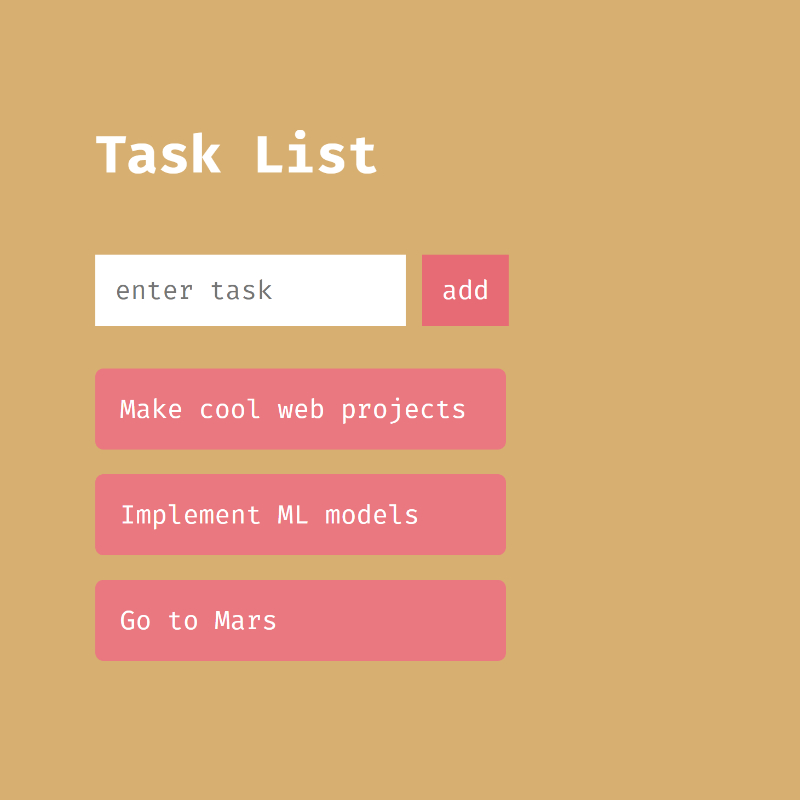 Task List
enter task
add
Make cool web projects
Implement ML models
Go to Mars